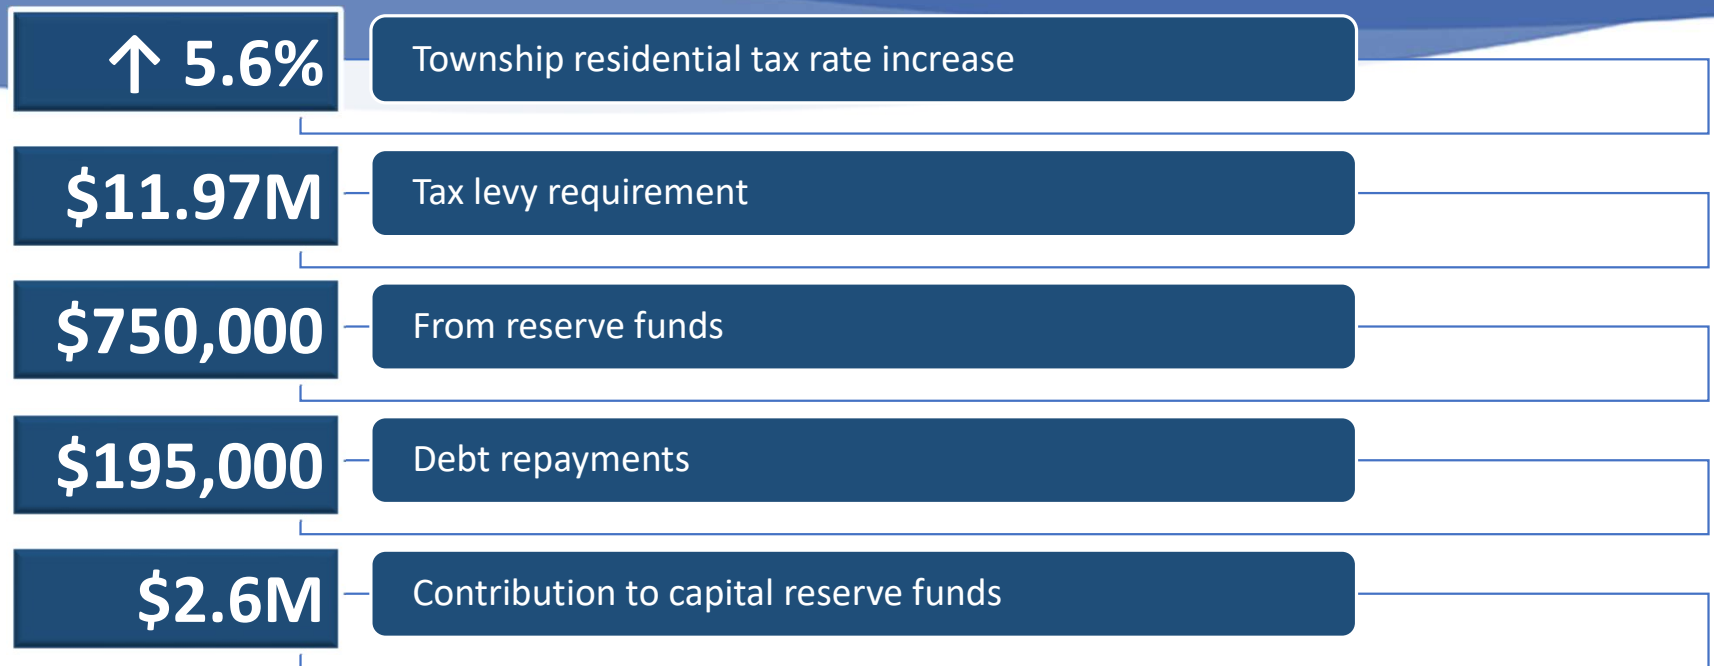 ↑ 5.6%
Township residential tax rate increase
$11.97M
Tax levy requirement
$750,000
From reserve funds
$195,000
Debt repayments
$2.6M
Contribution to capital reserve funds